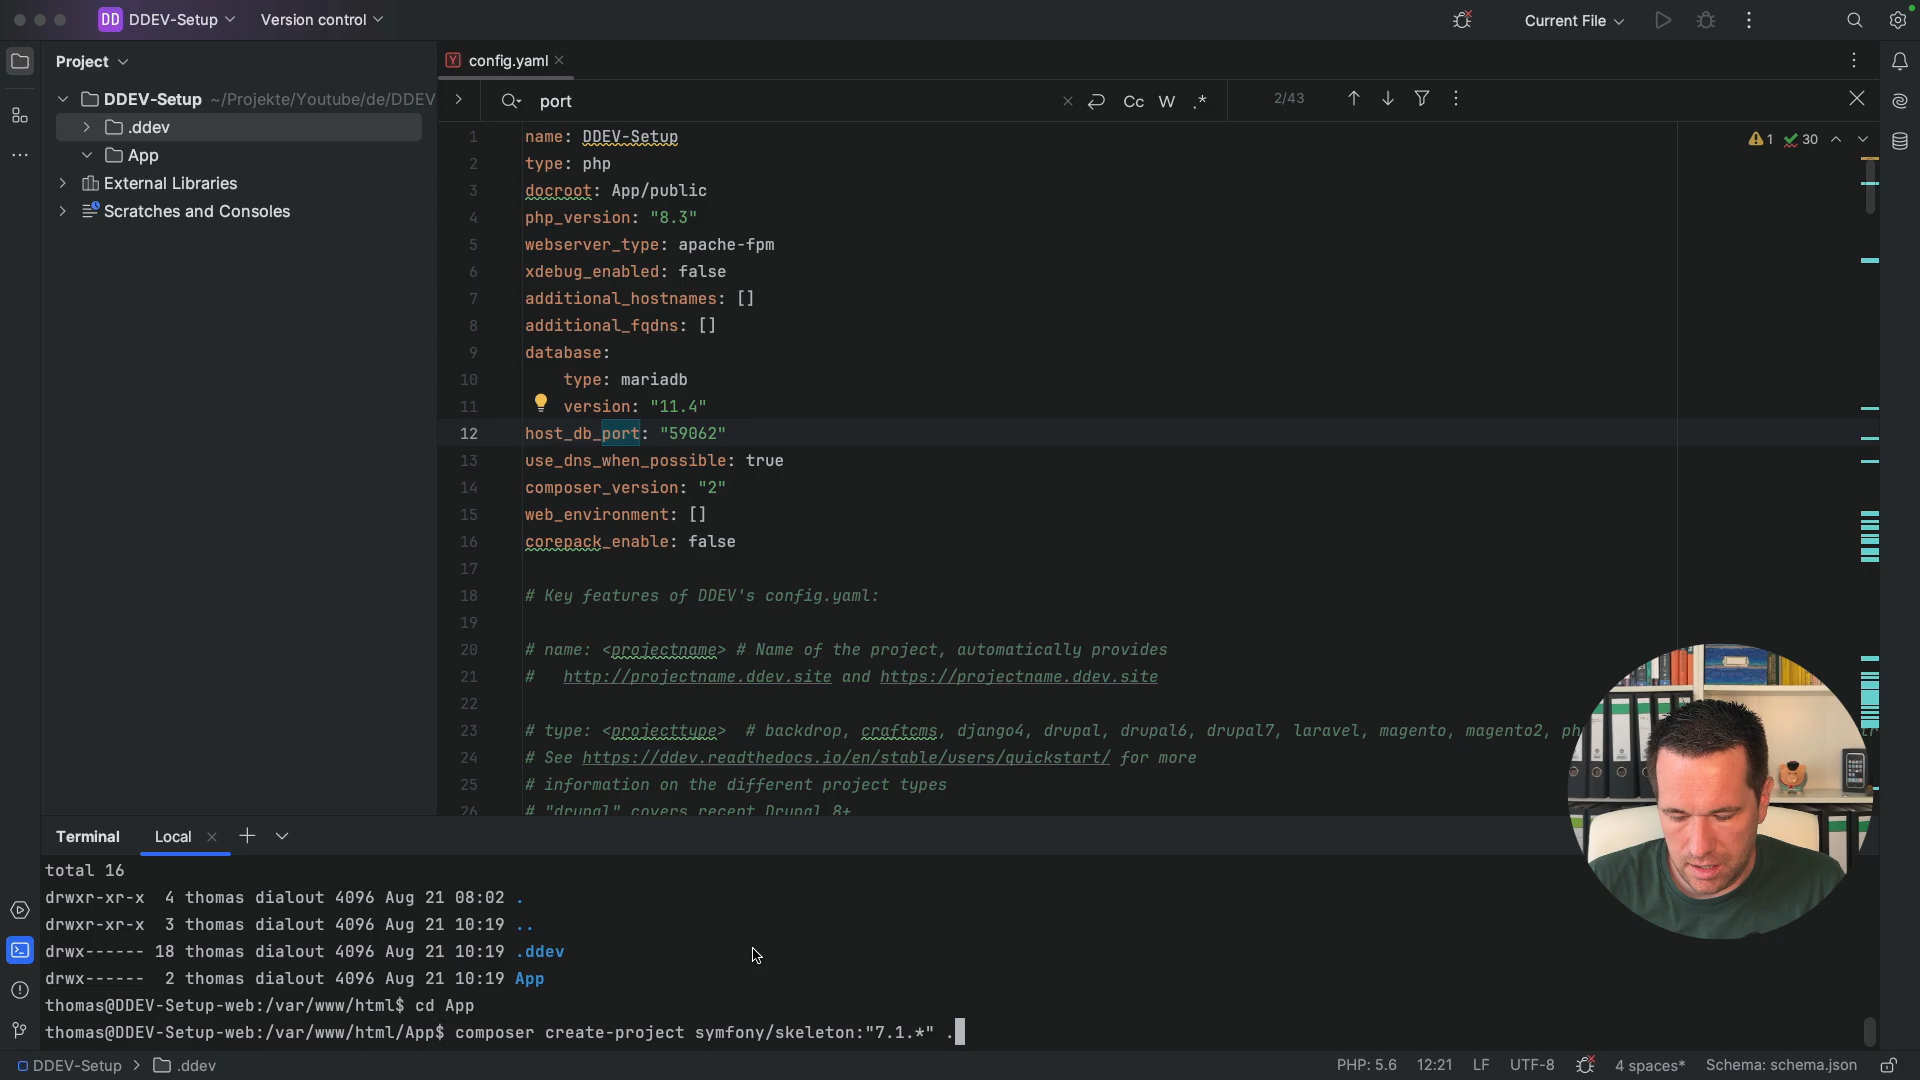 DD DDEV-Setup Version control Current File
Project
config.yaml
DDEV-Setup ~/Projekte/Youtube/de/DDEV
.ddev
App
External Libraries
Scratches and Consoles
port Cc W .* 2/43
1 30
1 name: DDEV-Setup
2 type: php
3 docroot: App/public
4 php_version: "8.3"
5 webserver_type: apache-fpm
6 xdebug_enabled: false
7 additional_hostnames: []
8 additional_fqdns: []
9 database:
10 type: mariadb
11 version: "11.4"
12 host_db_port: "59062"
13 use_dns_when_possible: true
14 composer_version: "2"
15 web_environment: []
16 corepack_enable: false
17
18 # Key features of DDEV's config.yaml:
19
20 # name: <projectname> # Name of the project, automatically provides
21 # http://projectname.ddev.site and https://projectname.ddev.site
22
23 # type: <projecttype> # backdrop, craftcms, django4, drupal, drupal6, drupal7, laravel, magento, magento2, ph
24 # See https://ddev.readthedocs.io/en/stable/users/quickstart/ for more
25 # information on the different project types
26 # "drupal" covers recent Drupal 8+
Terminal Local
total 16
drwxr-xr-x 4 thomas dialout 4096 Aug 21 08:02 .
drwxr-xr-x 3 thomas dialout 4096 Aug 21 10:19 ..
drwx------ 18 thomas dialout 4096 Aug 21 10:19 .ddev
drwx------ 2 thomas dialout 4096 Aug 21 10:19 App
thomas@DDEV-Setup-web:/var/www/html$ cd App
thomas@DDEV-Setup-web:/var/www/html/App$ composer create-project symfony/skeleton:"7.1.*" .
DDEV-Setup .ddev PHP: 5.6 12:21 LF UTF-8 4 spaces* Schema: schema.json